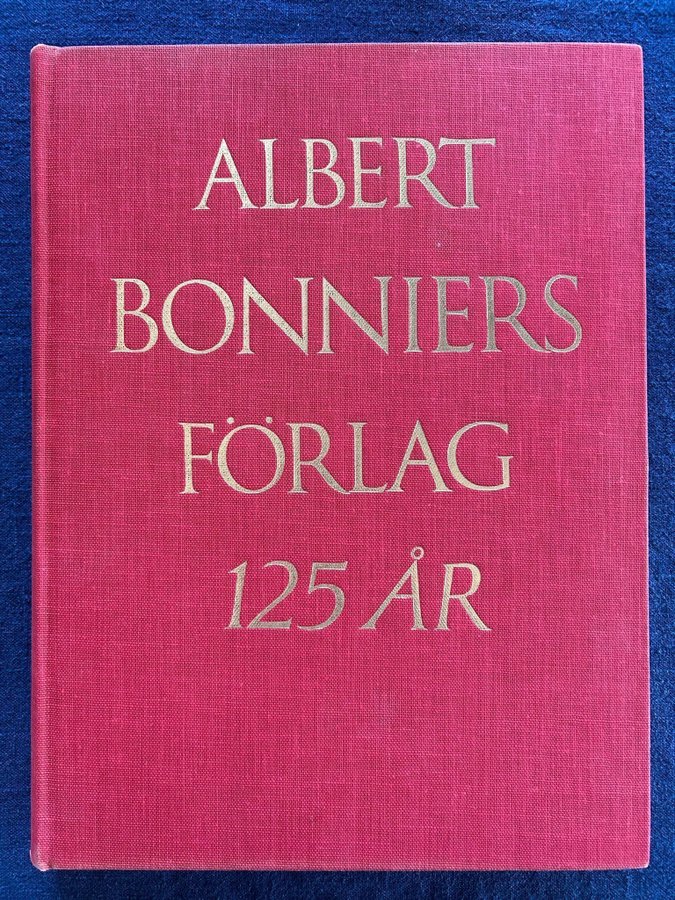 ALBERT
BONNIERS
FÖRLAG
125 ÅR